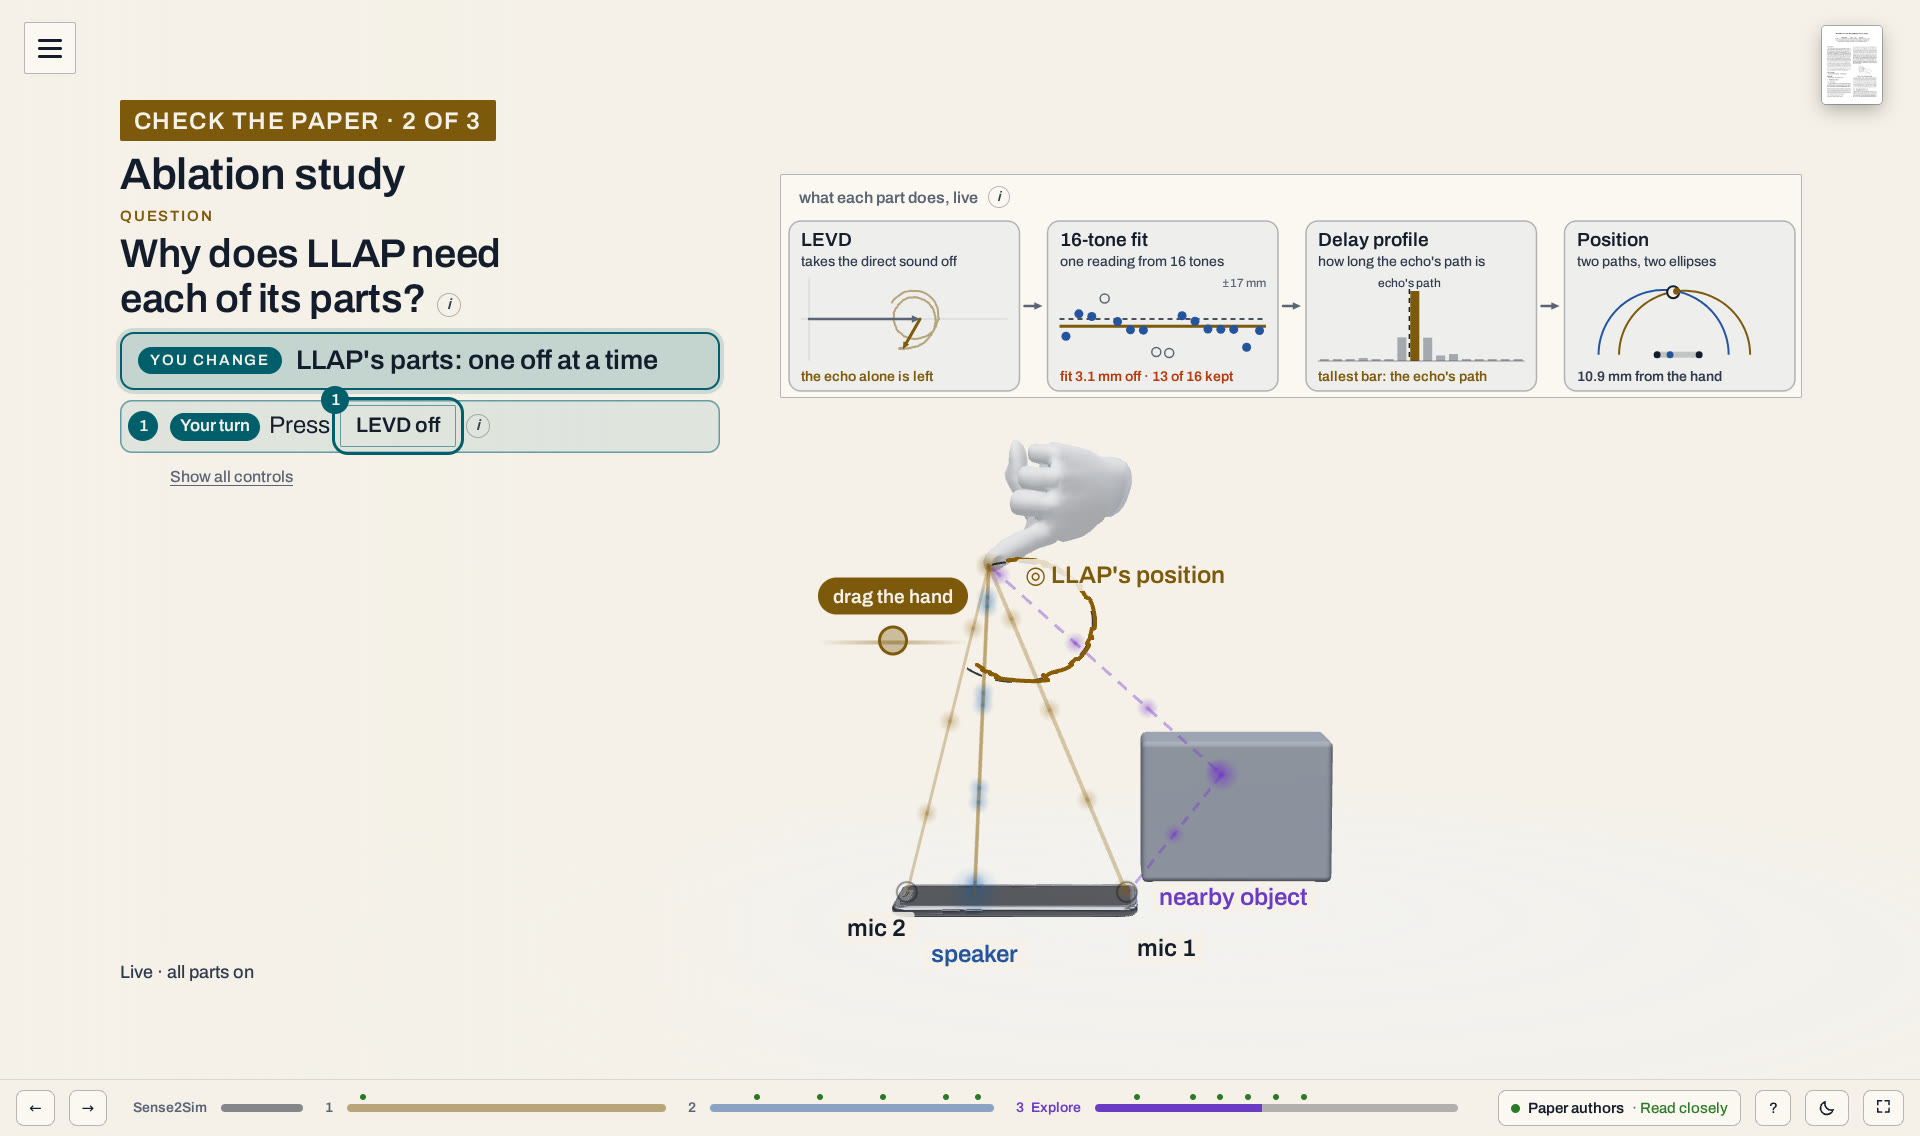 CHECK THE PAPER · 2 OF 3
Ablation study
QUESTION
Why does LLAP need
each of its parts? i
YOU CHANGE LLAP's parts: one off at a time
1
1 Your turn Press LEVD off i
Show all controls
Live · all parts on
what each part does, live i
LEVD
takes the direct sound off
the echo alone is left
16-tone fit
one reading from 16 tones
±17 mm
fit 3.1 mm off · 13 of 16 kept
Delay profile
how long the echo's path is
echo's path
tallest bar: the echo's path
Position
two paths, two ellipses
10.9 mm from the hand
◎ LLAP's position
drag the hand
nearby object
mic 2
speaker
mic 1
← → Sense2Sim 1 2 3 Explore Paper authors · Read closely ?